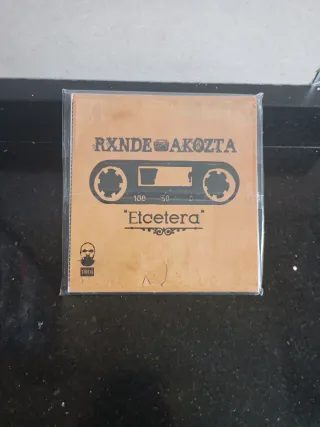 RXNDE AKOZTA
100 50 0
"Etcetera"